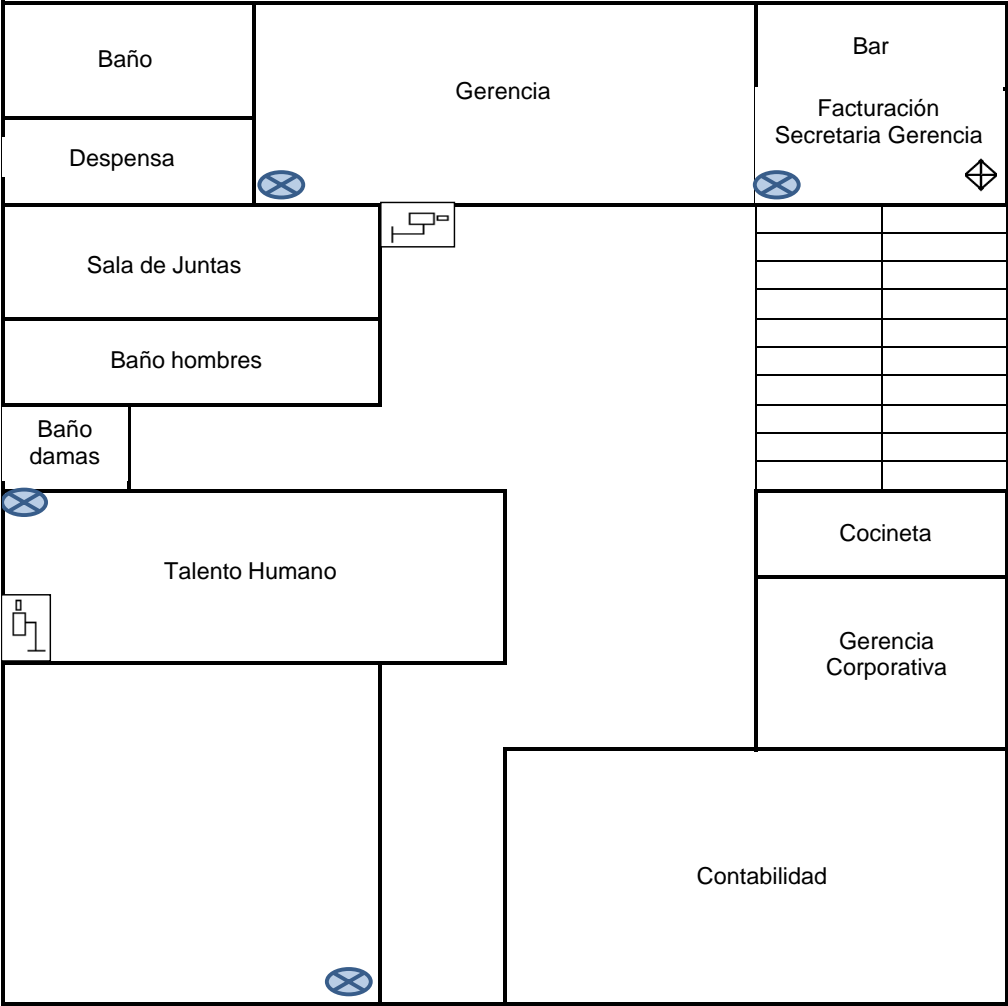 Baño
Gerencia
Bar
Facturación
Secretaria Gerencia
Despensa
Sala de Juntas
Baño hombres
Baño
damas
Talento Humano
Cocineta
Gerencia
Corporativa
Contabilidad